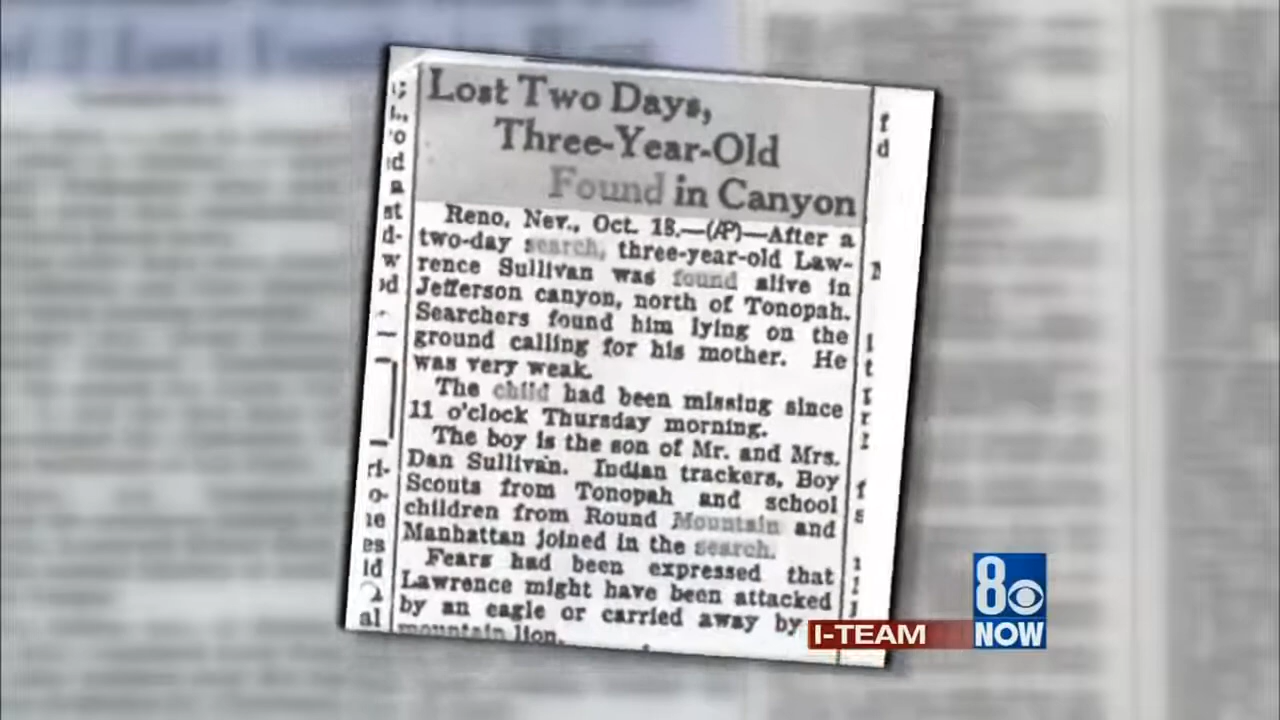 Lost Two Days,
Three-Year-Old
Found in Canyon
Reno, Nev., Oct. 18.—(AP)—After a
two-day search, three-year-old Law-
rence Sullivan was found alive in
Jefferson canyon, north of Tonopah.
Searchers found him lying on the
ground calling for his mother. He
was very weak.
The child had been missing since
11 o'clock Thursday morning.
The boy is the son of Mr. and Mrs.
Dan Sullivan. Indian trackers, Boy
Scouts from Tonopah and school
children from Round Mountain and
Manhattan joined in the search.
Fears had been expressed that
Lawrence might have been attacked
by an eagle or carried away by
mountain lion.
I-TEAM
8
NOW